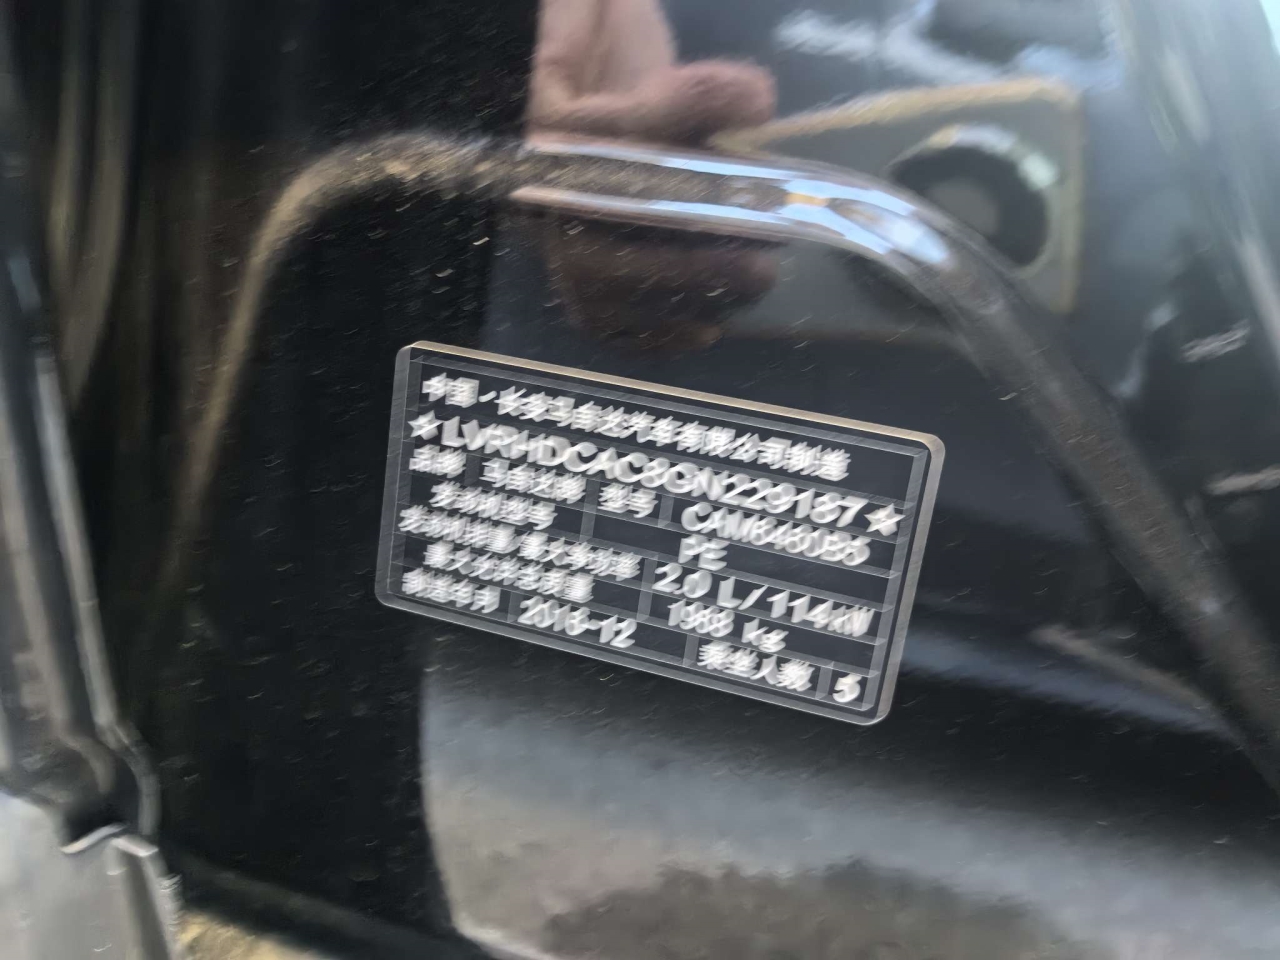 中国·长安马自达汽车有限公司制造
★LVRHDCAC8GN229187★
品牌 马自达牌 型号 CAM6480B5
发动机型号 PE
发动机排量/最大净功率 2.0 L/114kW
最大允许总质量 1988 kg
制造年月 2016-12 乘坐人数 5